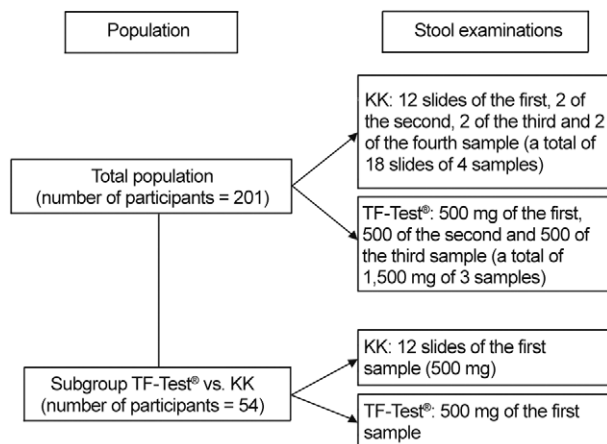 Population
Stool examinations
KK: 12 slides of the first, 2 of
the second, 2 of the third and 2
of the fourth sample (a total of
18 slides of 4 samples)
Total population
(number of participants = 201)
TF-Test®: 500 mg of the first,
500 of the second and 500 of
the third sample (a total of
1,500 mg of 3 samples)
KK: 12 slides of the first
sample (500 mg)
Subgroup TF-Test® vs. KK
(number of participants = 54)
TF-Test®: 500 mg of the first
sample